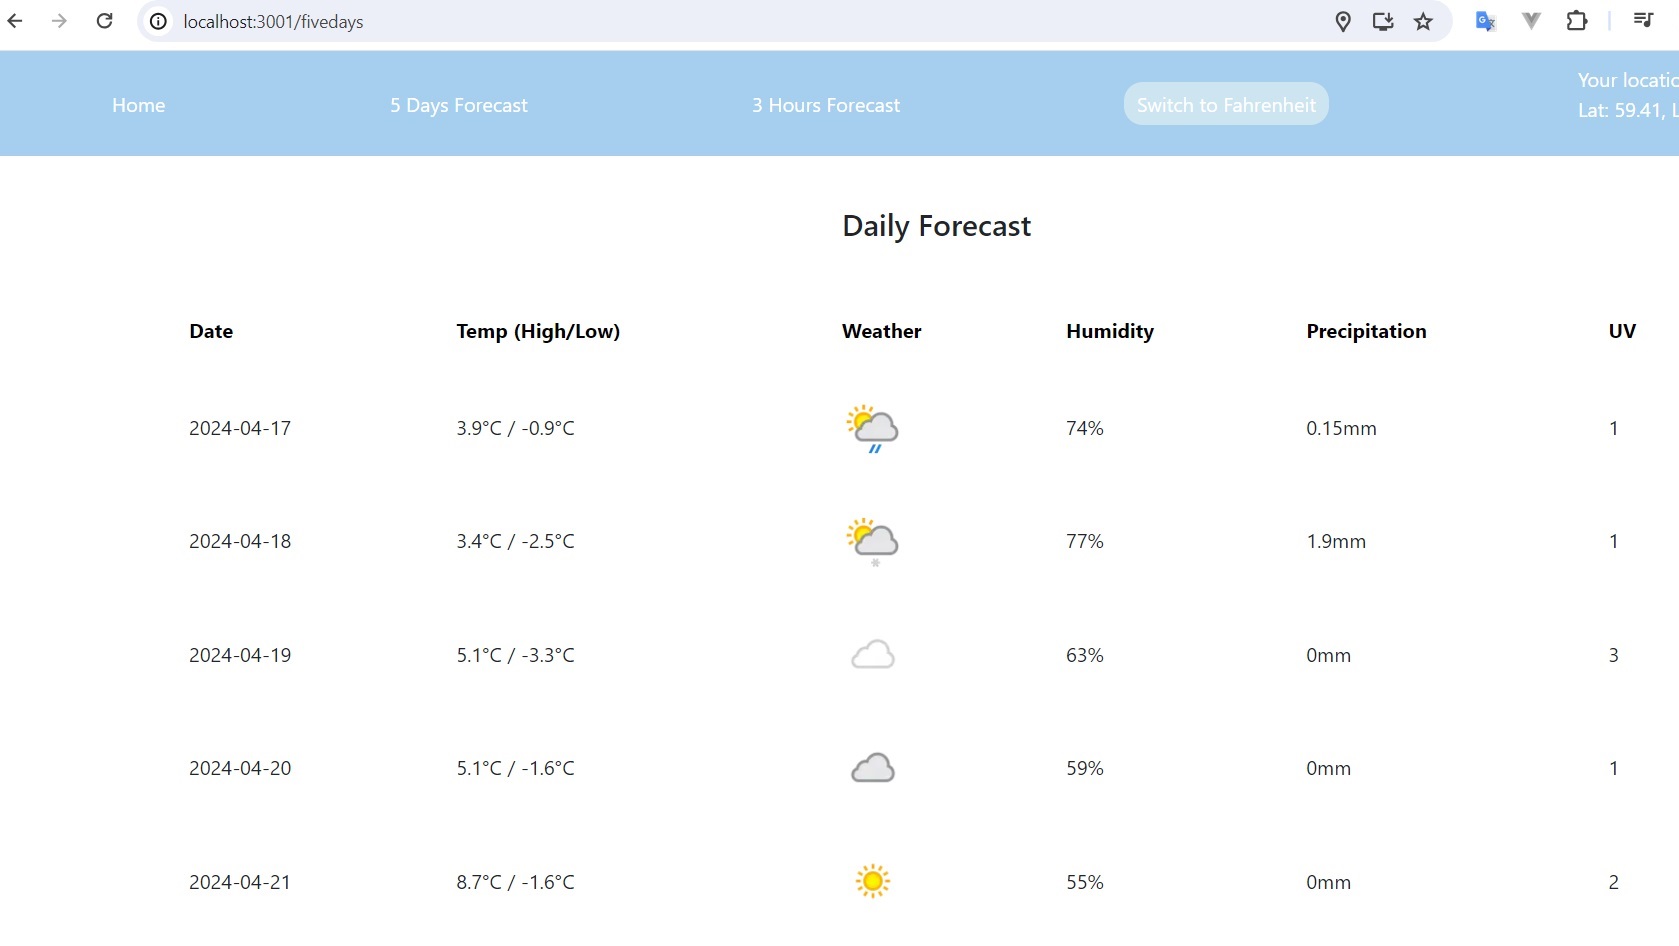 localhost:3001/fivedays
Home 5 Days Forecast 3 Hours Forecast Switch to Fahrenheit
Your
Lat: 59.41,
Daily Forecast
Date Temp (High/Low) Weather Humidity Precipitation UV
2024-04-17 3.9°C / -0.9°C 74% 0.15mm 1
2024-04-18 3.4°C / -2.5°C 77% 1.9mm 1
2024-04-19 5.1°C / -3.3°C 63% 0mm 3
2024-04-20 5.1°C / -1.6°C 59% 0mm 1
2024-04-21 8.7°C / -1.6°C 55% 0mm 2